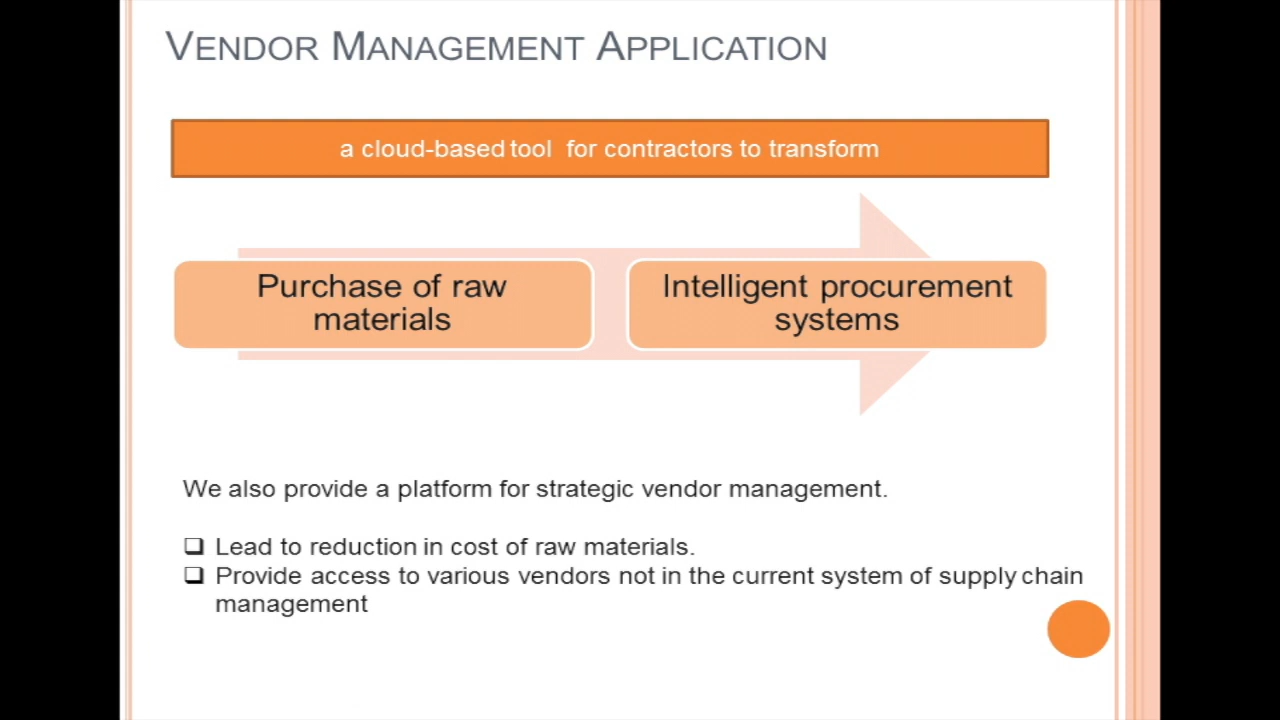 VENDOR MANAGEMENT APPLICATION
a cloud-based tool for contractors to transform
Purchase of raw
materials
Intelligent procurement
systems
We also provide a platform for strategic vendor management.
❑ Lead to reduction in cost of raw materials.
❑ Provide access to various vendors not in the current system of supply chain
management